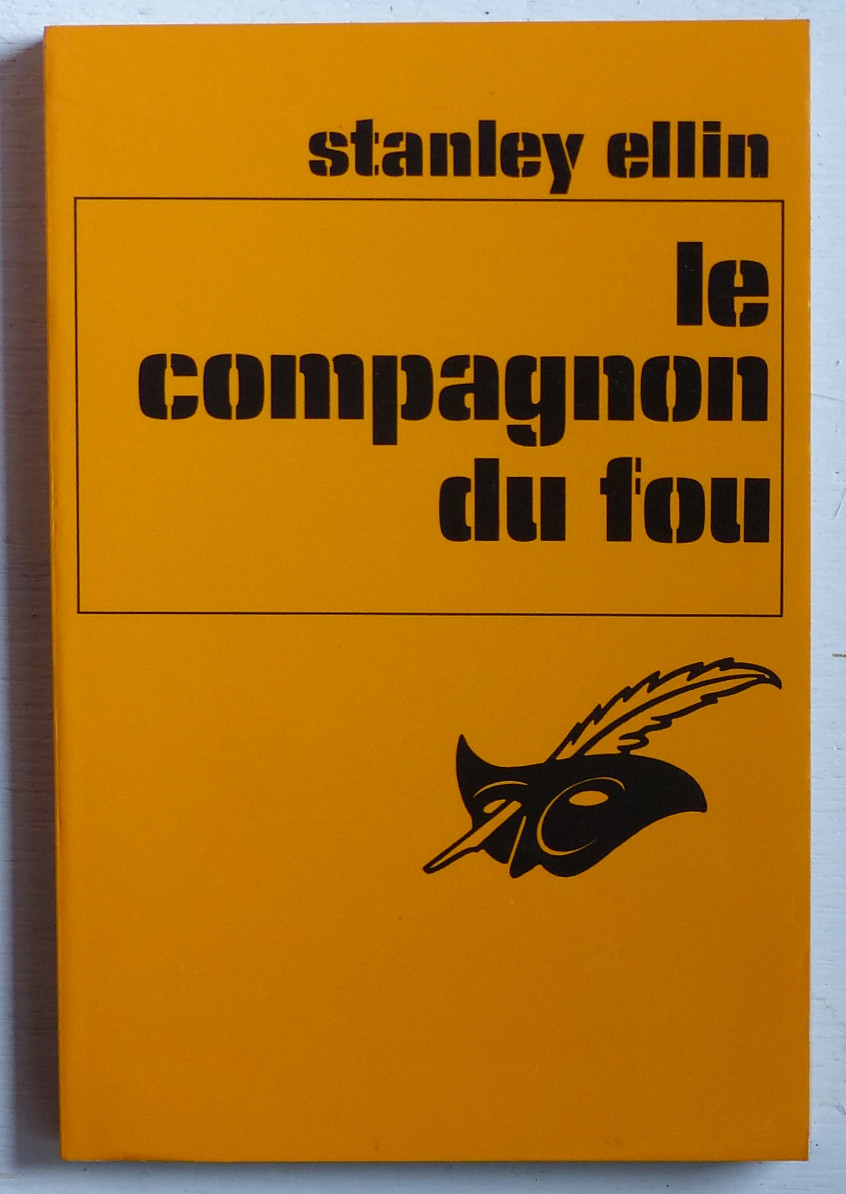 stanley ellin
le
compagnon
du fou